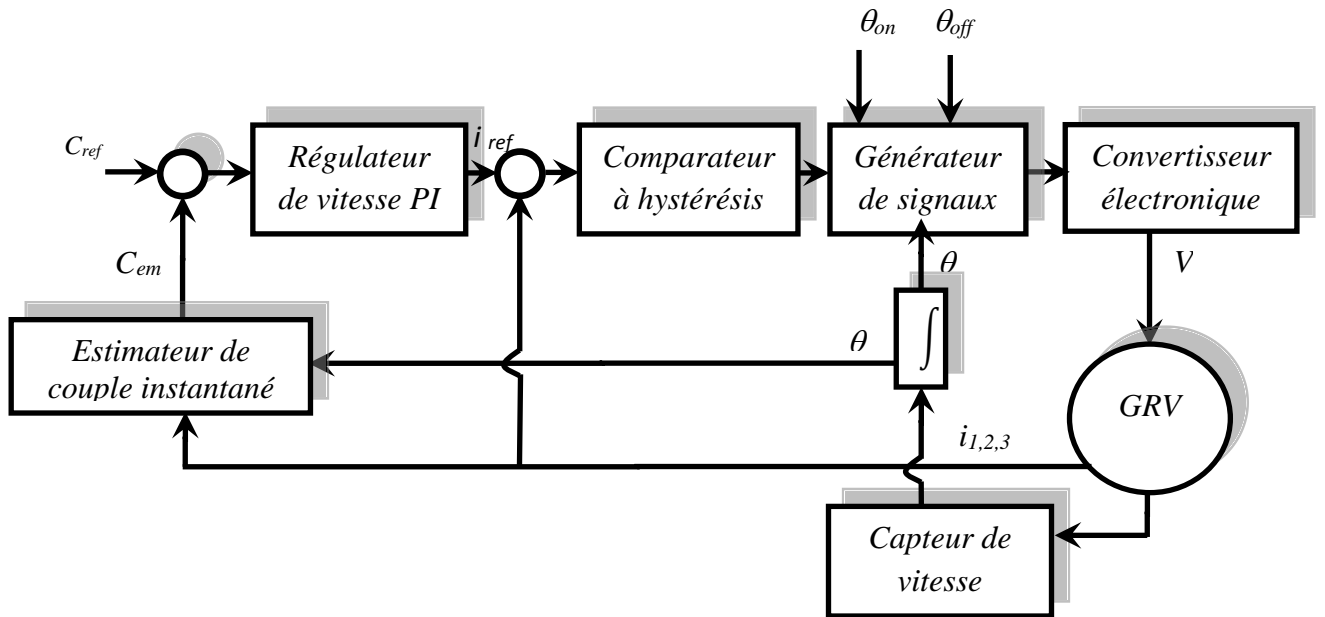 θon
θoff
Cref
Régulateur
de vitesse PI
i ref
Comparateur
à hystérésis
Générateur
de signaux
Convertisseur
électronique
Cem
θ
V
Estimateur de
couple instantané
θ
∫
GRV
i1,2,3
Capteur de
vitesse